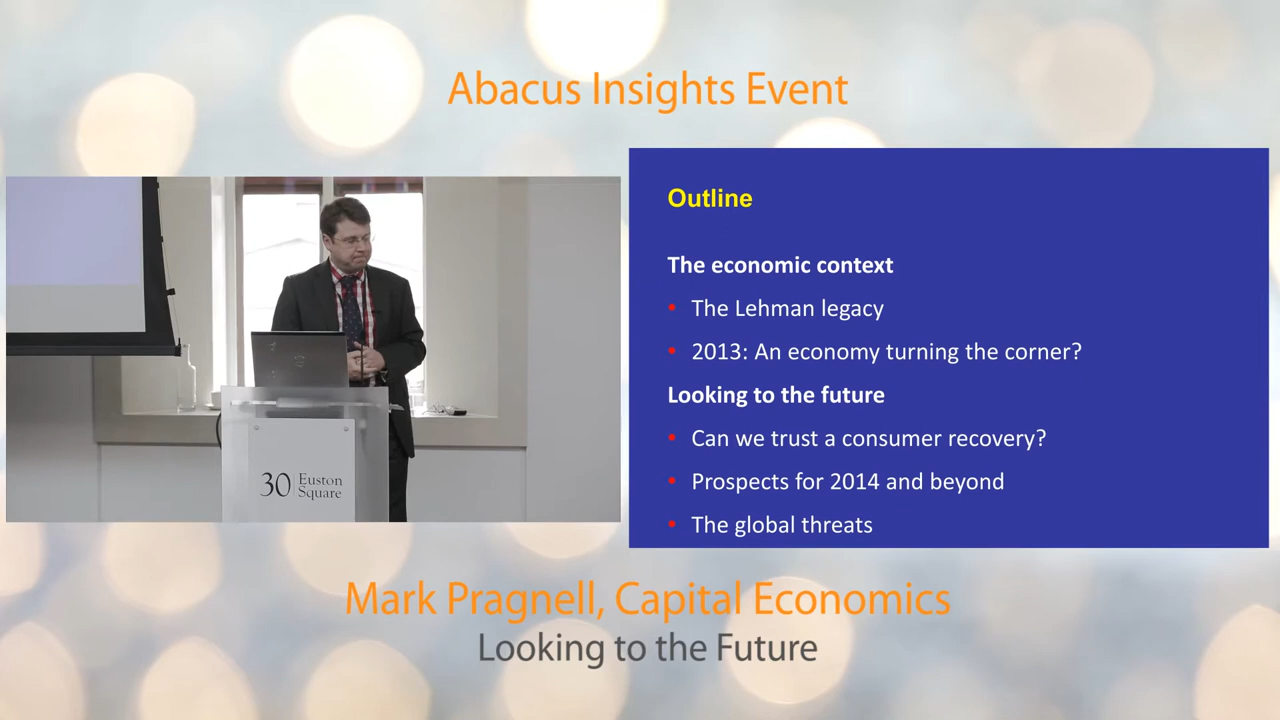 Abacus Insights Event
Outline
The economic context
• The Lehman legacy
• 2013: An economy turning the corner?
Looking to the future
• Can we trust a consumer recovery?
• Prospects for 2014 and beyond
• The global threats
30 Euston
Square
Mark Pragnell, Capital Economics
Looking to the Future